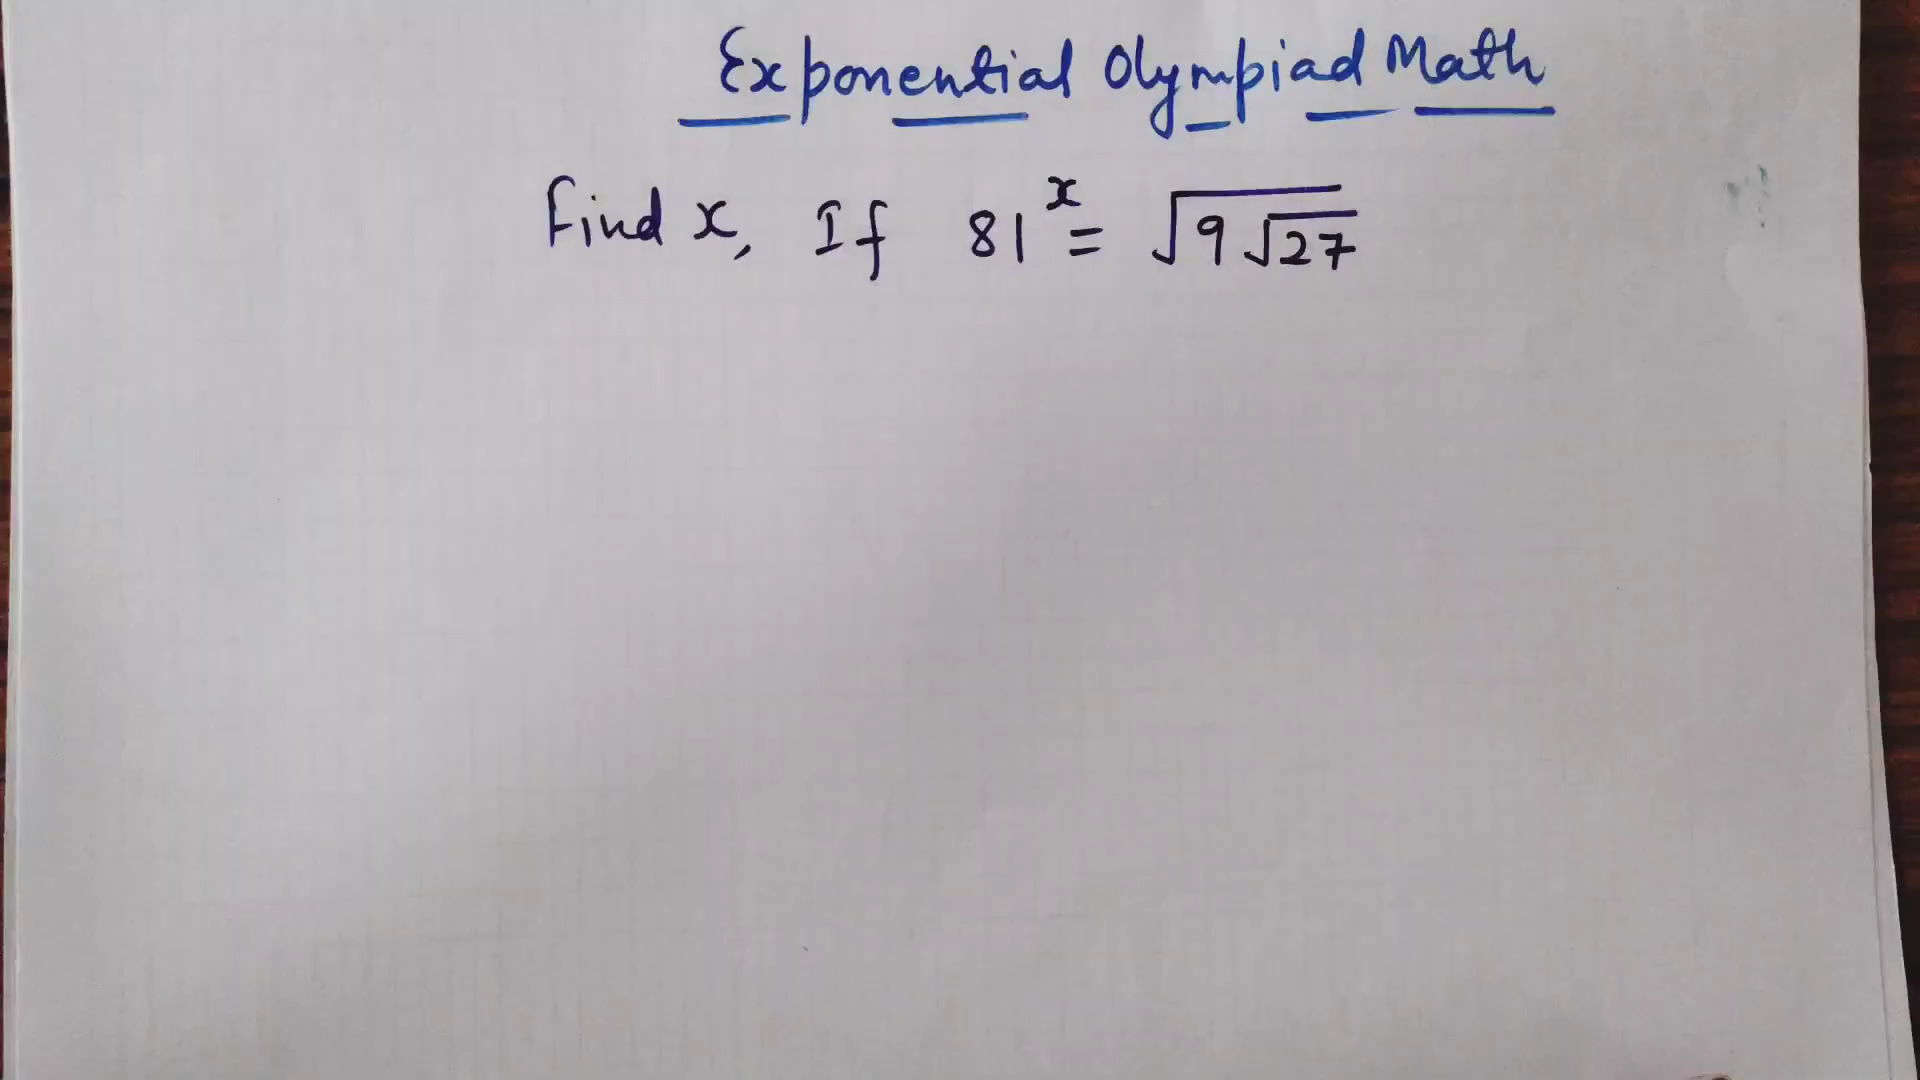 Exponential Olympiad Math
Find x, If 81^x = √(9√27)